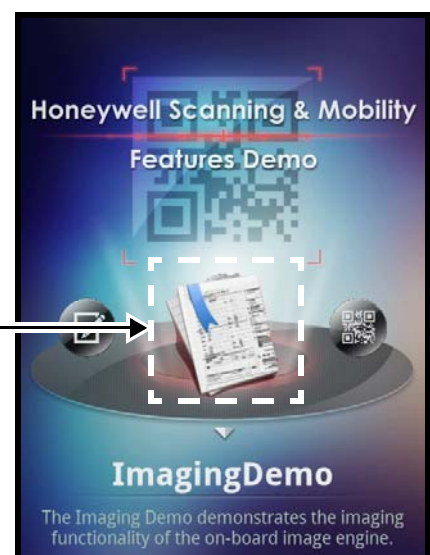 Honeywell Scanning & Mobility
Features Demo
ImagingDemo
The Imaging Demo demonstrates the imaging
functionality of the on-board image engine.